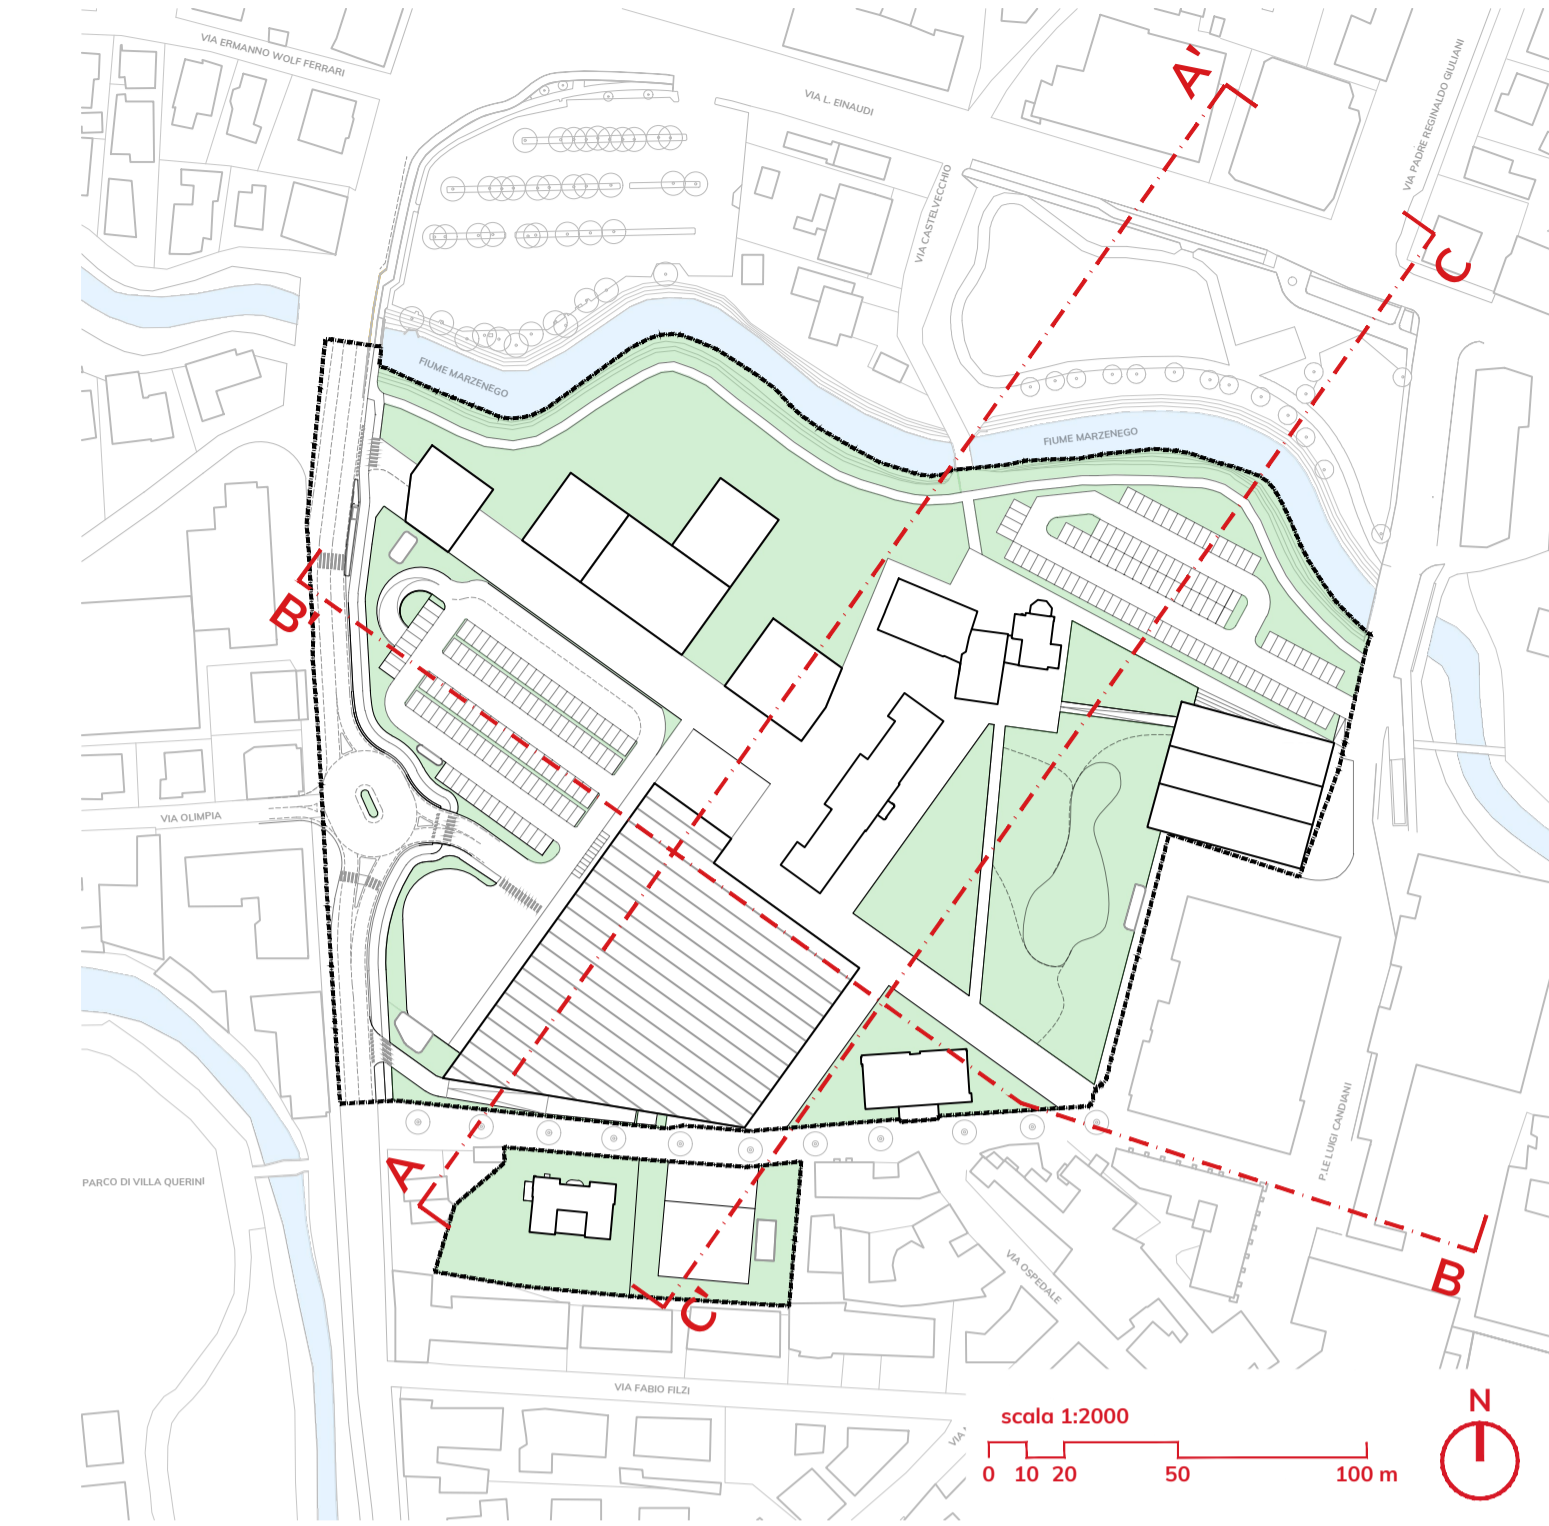 VIA ERMANNO WOLF FERRARI
VIA L. EINAUDI
VIA PADRE REGINALDO GIULIANI
A'
VIA CASTELVECCHIO
C
FIUME MARZENEGO
FIUME MARZENEGO
B'
VIA OLIMPIA
A
PARCO DI VILLA QUERINI
P.LE LUIGI CANDIANI
VIA OSPEDALE
B
C'
VIA FABIO FILZI
VIA
scala 1:2000
0 10 20 50 100 m
N